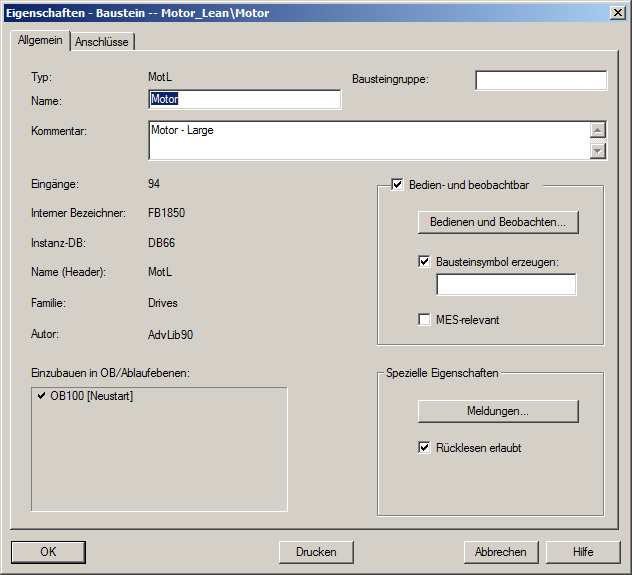 Eigenschaften - Baustein -- Motor_Lean\Motor
Allgemein Anschlüsse
Typ: MotL Bausteingruppe:
Name: Motor
Kommentar: Motor - Large
Eingänge: 94
Interner Bezeichner: FB1850
Instanz-DB: DB66
Name (Header): MotL
Familie: Drives
Autor: AdvLib90
Bedien- und beobachtbar
Bedienen und Beobachten...
Bausteinsymbol erzeugen:
MES-relevant
Einzubauen in OB/Ablaufebenen:
OB100 [Neustart]
Spezielle Eigenschaften
Meldungen...
Rücklesen erlaubt
OK Drucken Abbrechen Hilfe